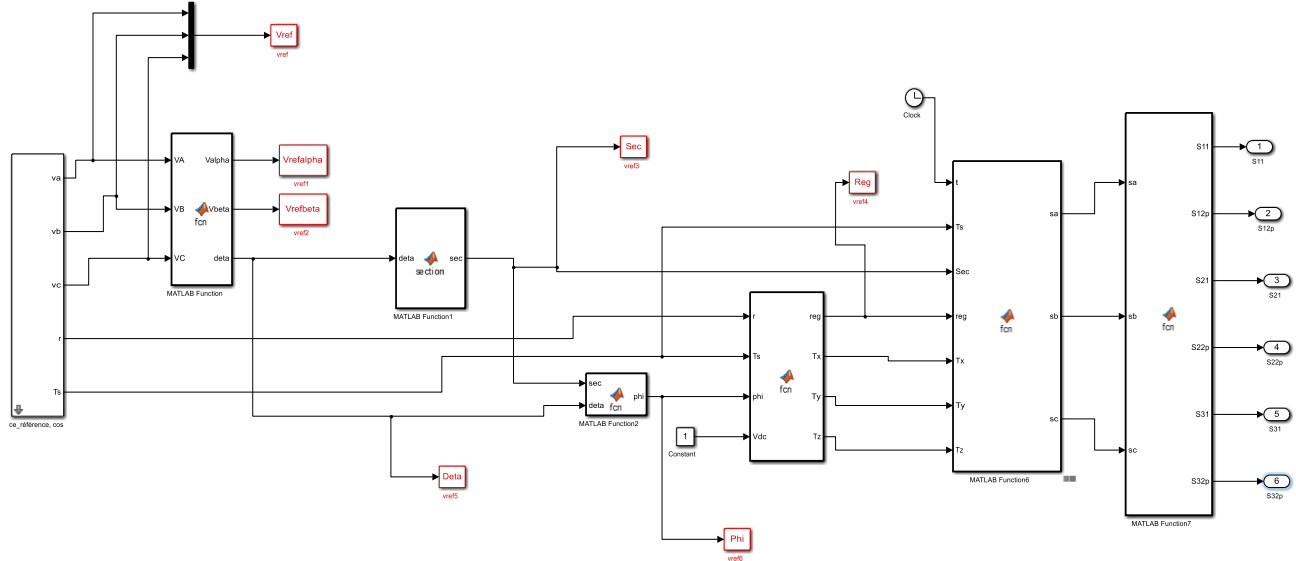 Vref
vref
va
vb
vc
r
Ts
ce_référence, cos
VA
VB
VC
Valpha
Vbeta
deta
fcn
MATLAB Function
Vrefalpha
vref1
Vrefbeta
vref2
deta
sec
section
MATLAB Function1
Sec
vref3
sec
deta
phi
fcn
MATLAB Function2
Deta
vref5
1
Constant
Phi
vref6
r
Ts
phi
Vdc
reg
Tx
Ty
Tz
fcn
Reg
vref4
Clock
t
Ts
Sec
reg
Tx
Ty
Tz
sa
sb
sc
fcn
MATLAB Function6
sa
sb
sc
S11
S12p
S21
S22p
S31
S32p
fcn
MATLAB Function7
1
S11
2
S12p
3
S21
4
S22p
5
S31
6
S32p